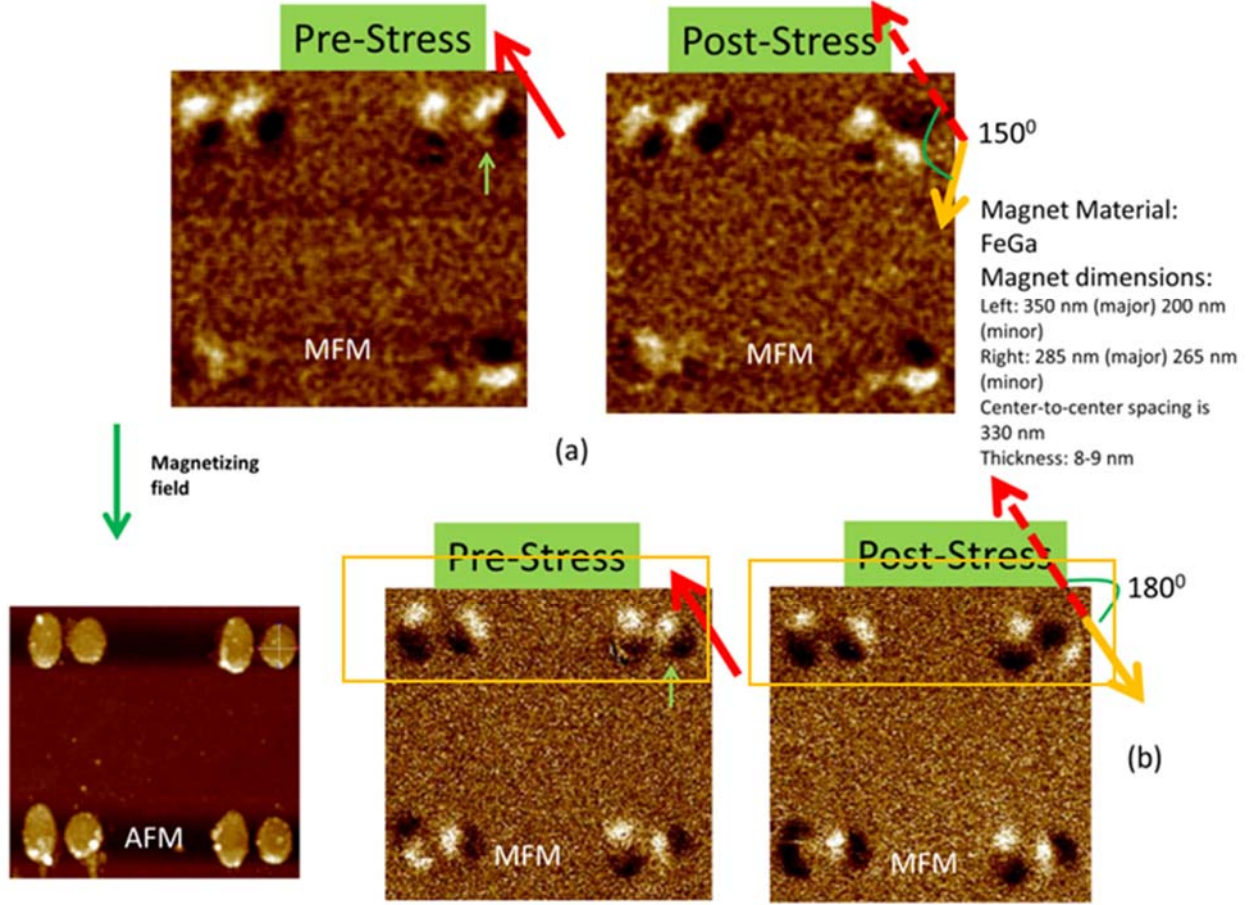 Pre-Stress
Post-Stress
150⁰
MFM
MFM
Magnet Material:
FeGa
Magnet dimensions:
Left: 350 nm (major) 200 nm
(minor)
Right: 285 nm (major) 265 nm
(minor)
Center-to-center spacing is
330 nm
Thickness: 8-9 nm
(a)
Magnetizing
field
Pre-Stress
Post-Stress
180⁰
(b)
AFM
MFM
MFM